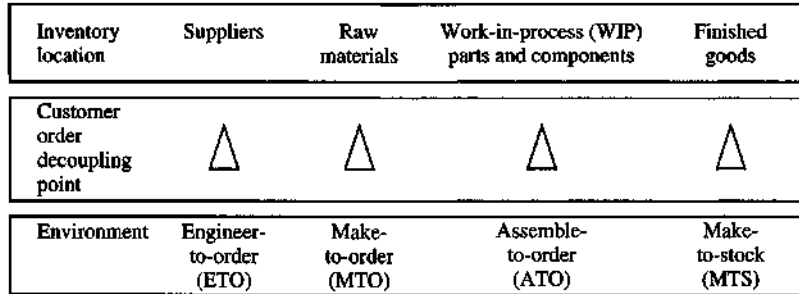 Inventory location
Suppliers
Raw materials
Work-in-process (WIP) parts and components
Finished goods
Customer order decoupling point
Environment
Engineer-to-order (ETO)
Make-to-order (MTO)
Assemble-to-order (ATO)
Make-to-stock (MTS)